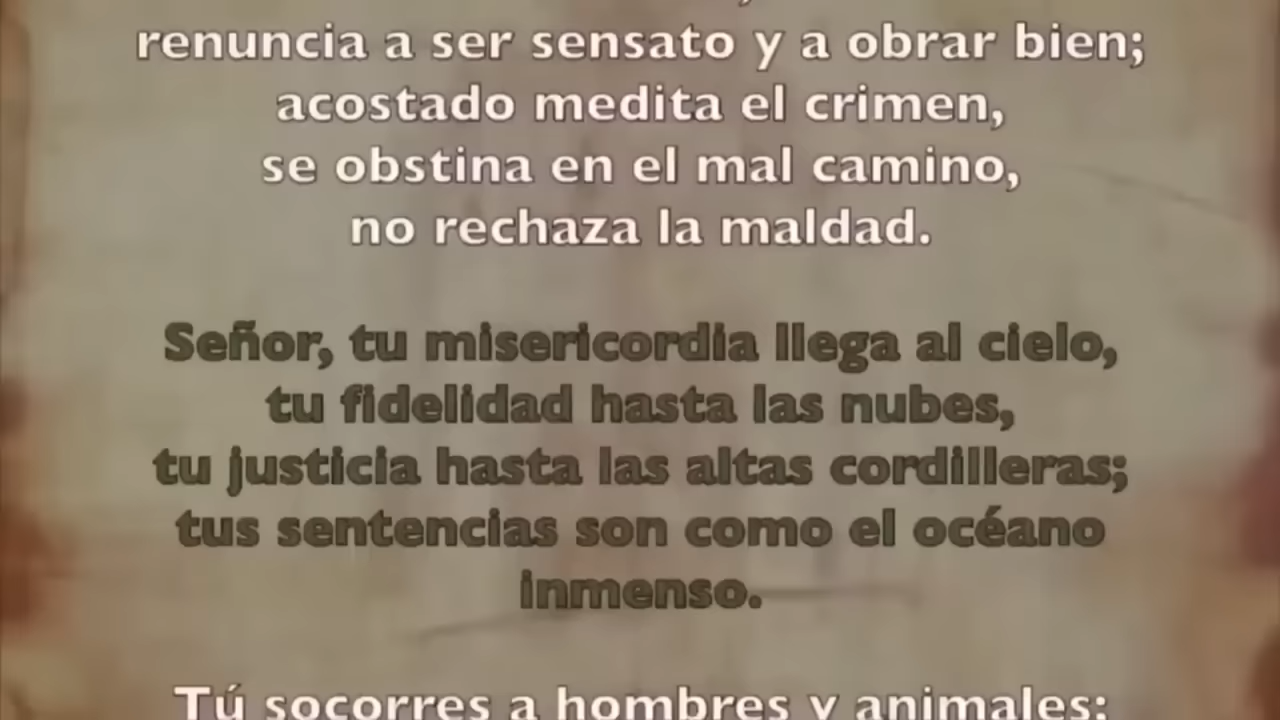 renuncia a ser sensato y a obrar bien;
acostado medita el crimen,
se obstina en el mal camino,
no rechaza la maldad.
Señor, tu misericordia llega al cielo,
tu fidelidad hasta las nubes,
tu justicia hasta las altas cordilleras;
tus sentencias son como el océano
inmenso.
Tú socorres a hombres y animales;